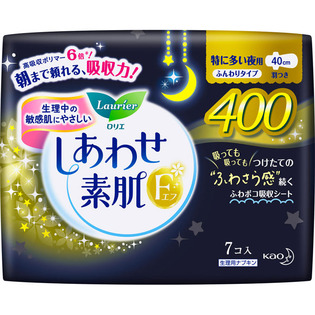 高吸収ポリマー6倍!
朝まで頼れる、吸収力!
特に多い夜用
40cm
ふんわりタイプ
羽つき
生理中の
敏感肌にやさしい
Laurier
ロリエ
400
しあわせ
素肌
F
エフ
吸っても
吸っても
つけたての
"ふわさら感"続く
ふわポコ吸収シート
7コ入
生理用ナプキン
Kao